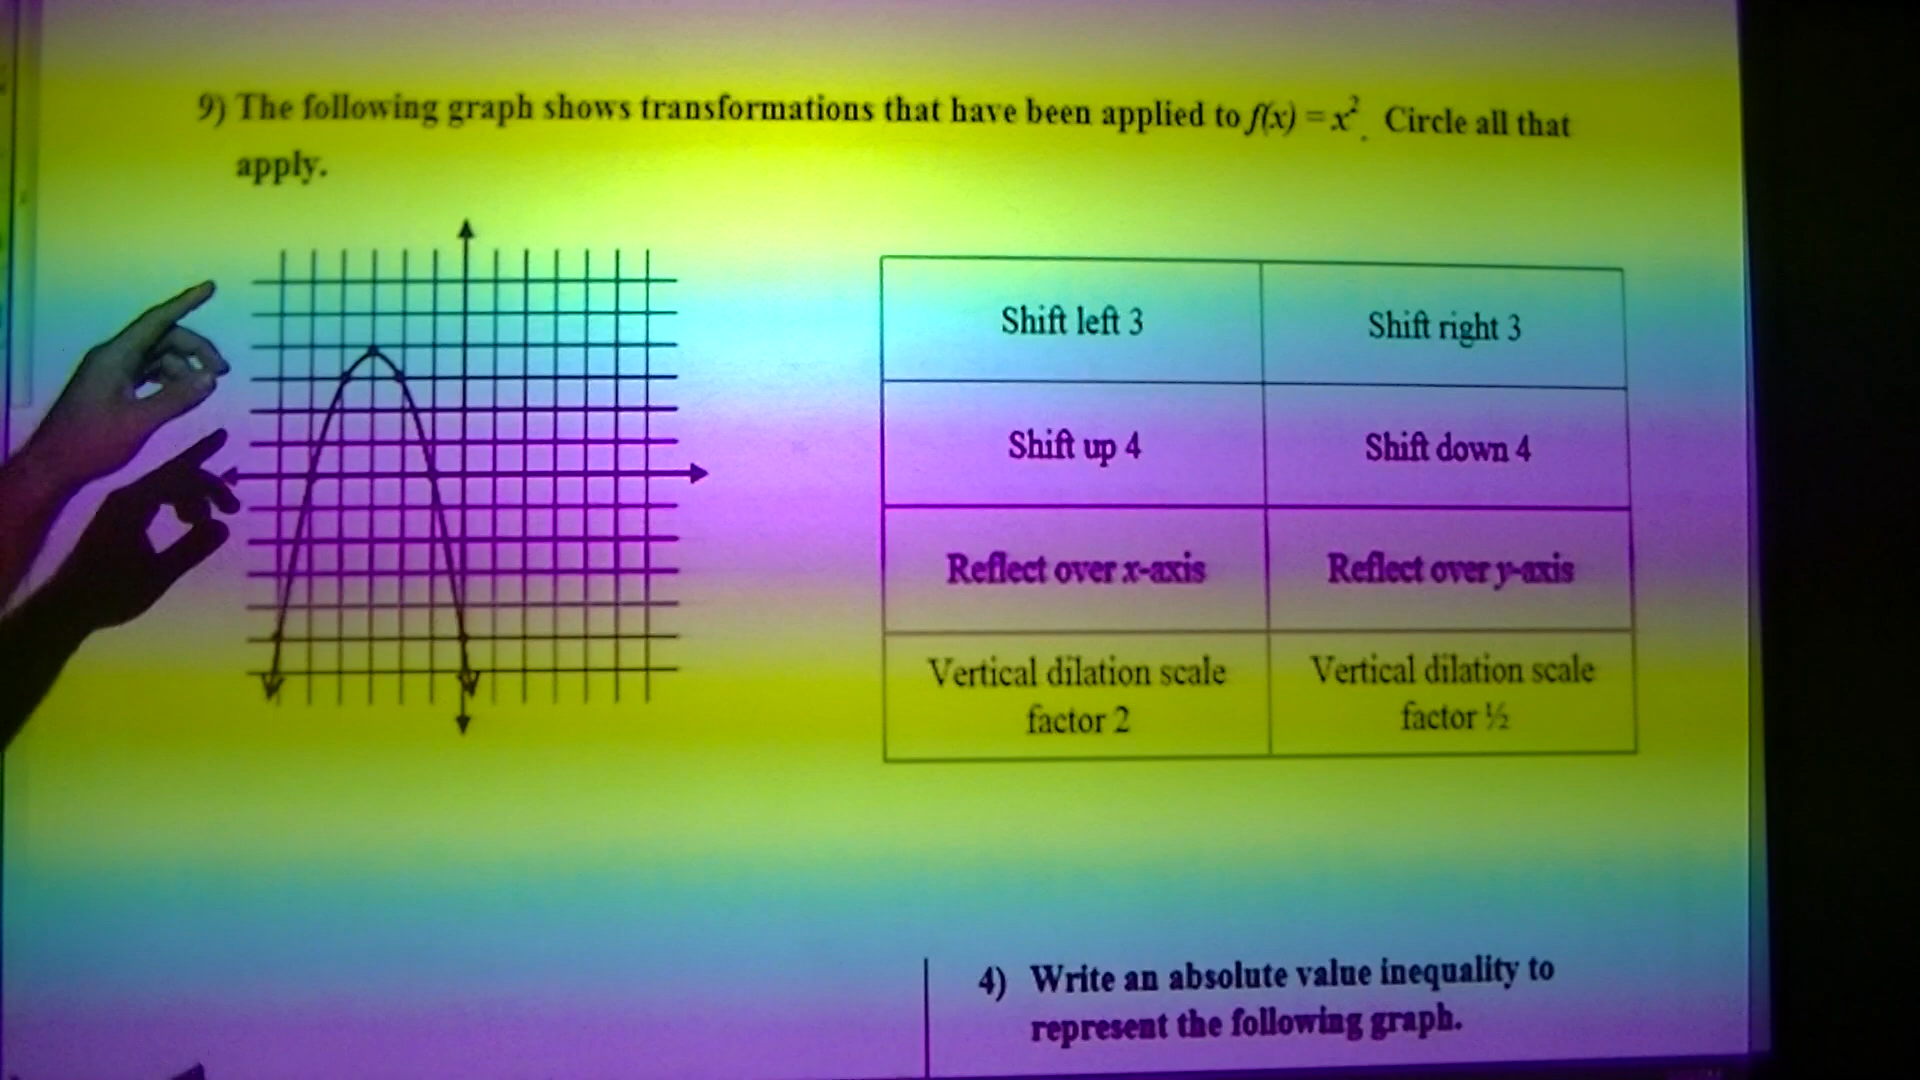 9) The following graph shows transformations that have been applied to f(x) = x². Circle all that
apply.
Shift left 3
Shift right 3
Shift up 4
Shift down 4
Reflect over x-axis
Reflect over y-axis
Vertical dilation scale
factor 2
Vertical dilation scale
factor ½
4) Write an absolute value inequality to
represent the following graph.